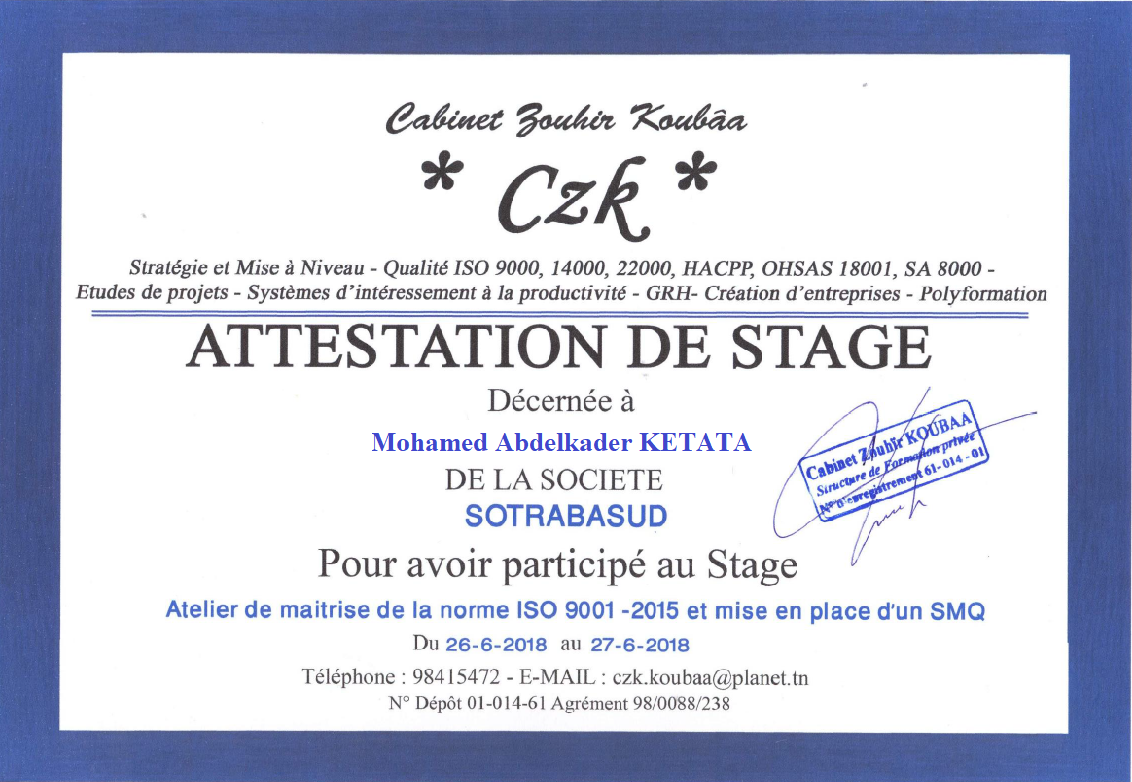 Cabinet Zouhir Koubâa
* Czk *
Stratégie et Mise à Niveau - Qualité ISO 9000, 14000, 22000, HACPP, OHSAS 18001, SA 8000 -
Etudes de projets - Systèmes d'intéressement à la productivité - GRH- Création d'entreprises - Polyformation
ATTESTATION DE STAGE
Décernée à
Mohamed Abdelkader KETATA
DE LA SOCIETE
SOTRABASUD
Cabinet Zouhïr KOUBAA
Structure de Formation privée
N° d'enregistrement 61-014-01
Pour avoir participé au Stage
Atelier de maitrise de la norme ISO 9001 -2015 et mise en place d'un SMQ
Du 26-6-2018 au 27-6-2018
Téléphone : 98415472 - E-MAIL : czk.koubaa@planet.tn
N° Dépôt 01-014-61 Agrément 98/0088/238